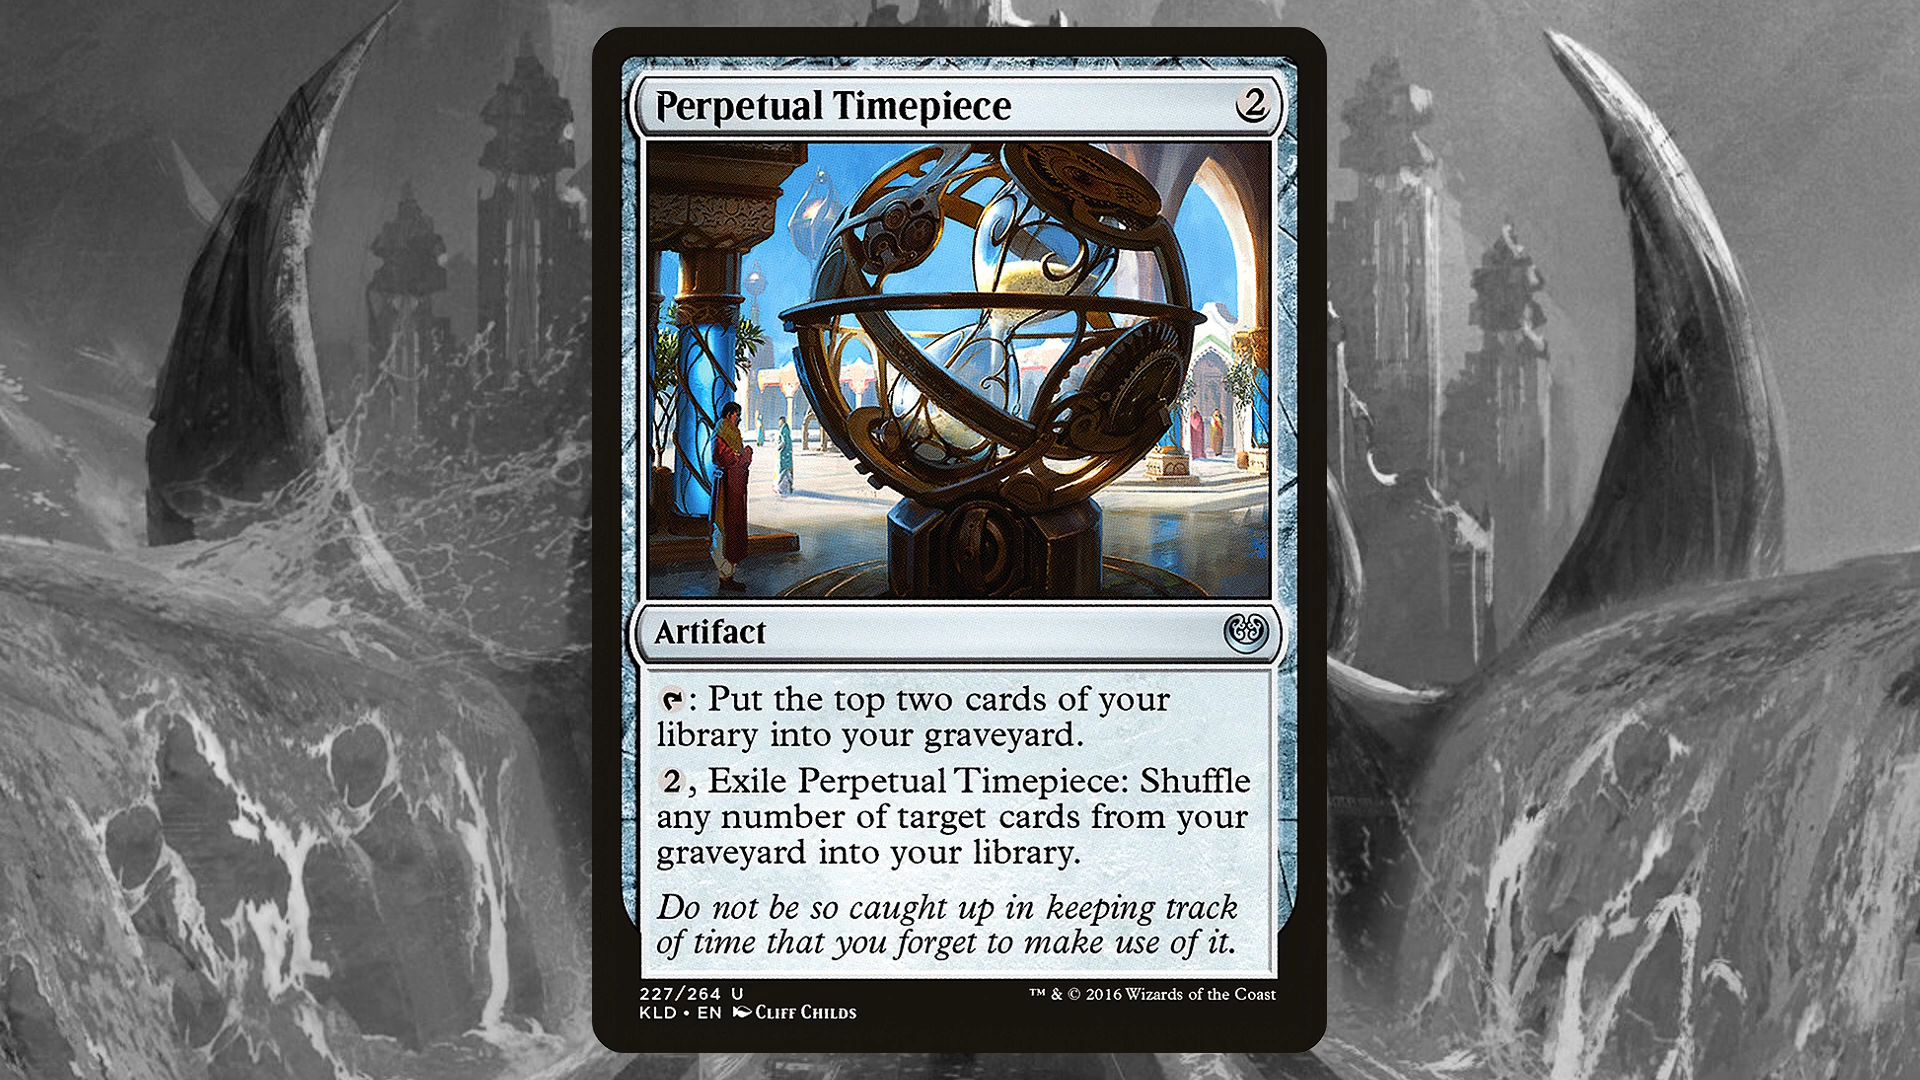 Perpetual Timepiece 2
Artifact
: Put the top two cards of your
library into your graveyard.
2, Exile Perpetual Timepiece: Shuffle
any number of target cards from your
graveyard into your library.
Do not be so caught up in keeping track
of time that you forget to make use of it.
227/264 U
™ & © 2016 Wizards of the Coast
KLD • EN Cliff Childs